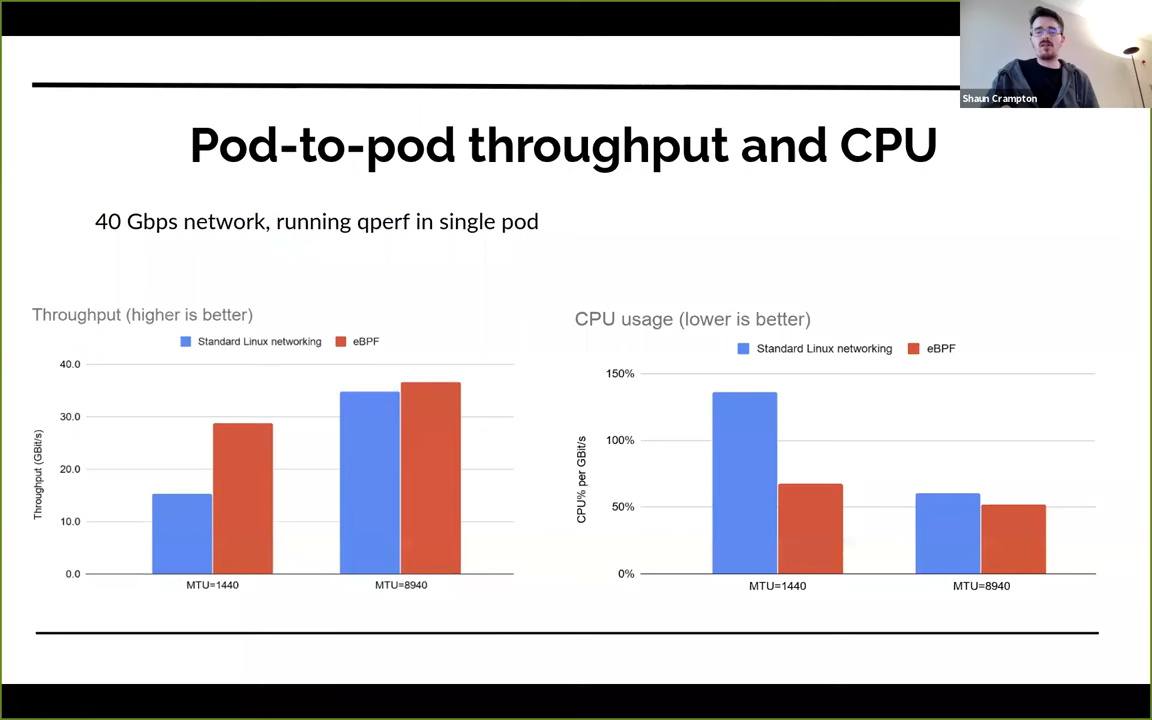 Shaun Crampton
Pod-to-pod throughput and CPU
40 Gbps network, running qperf in single pod
Throughput (higher is better)
Standard Linux networking
eBPF
40.0
30.0
20.0
10.0
0.0
Throughput (GBit/s)
MTU=1440
MTU=8940
CPU usage (lower is better)
Standard Linux networking
eBPF
150%
100%
50%
0%
CPU% per GBit/s
MTU=1440
MTU=8940